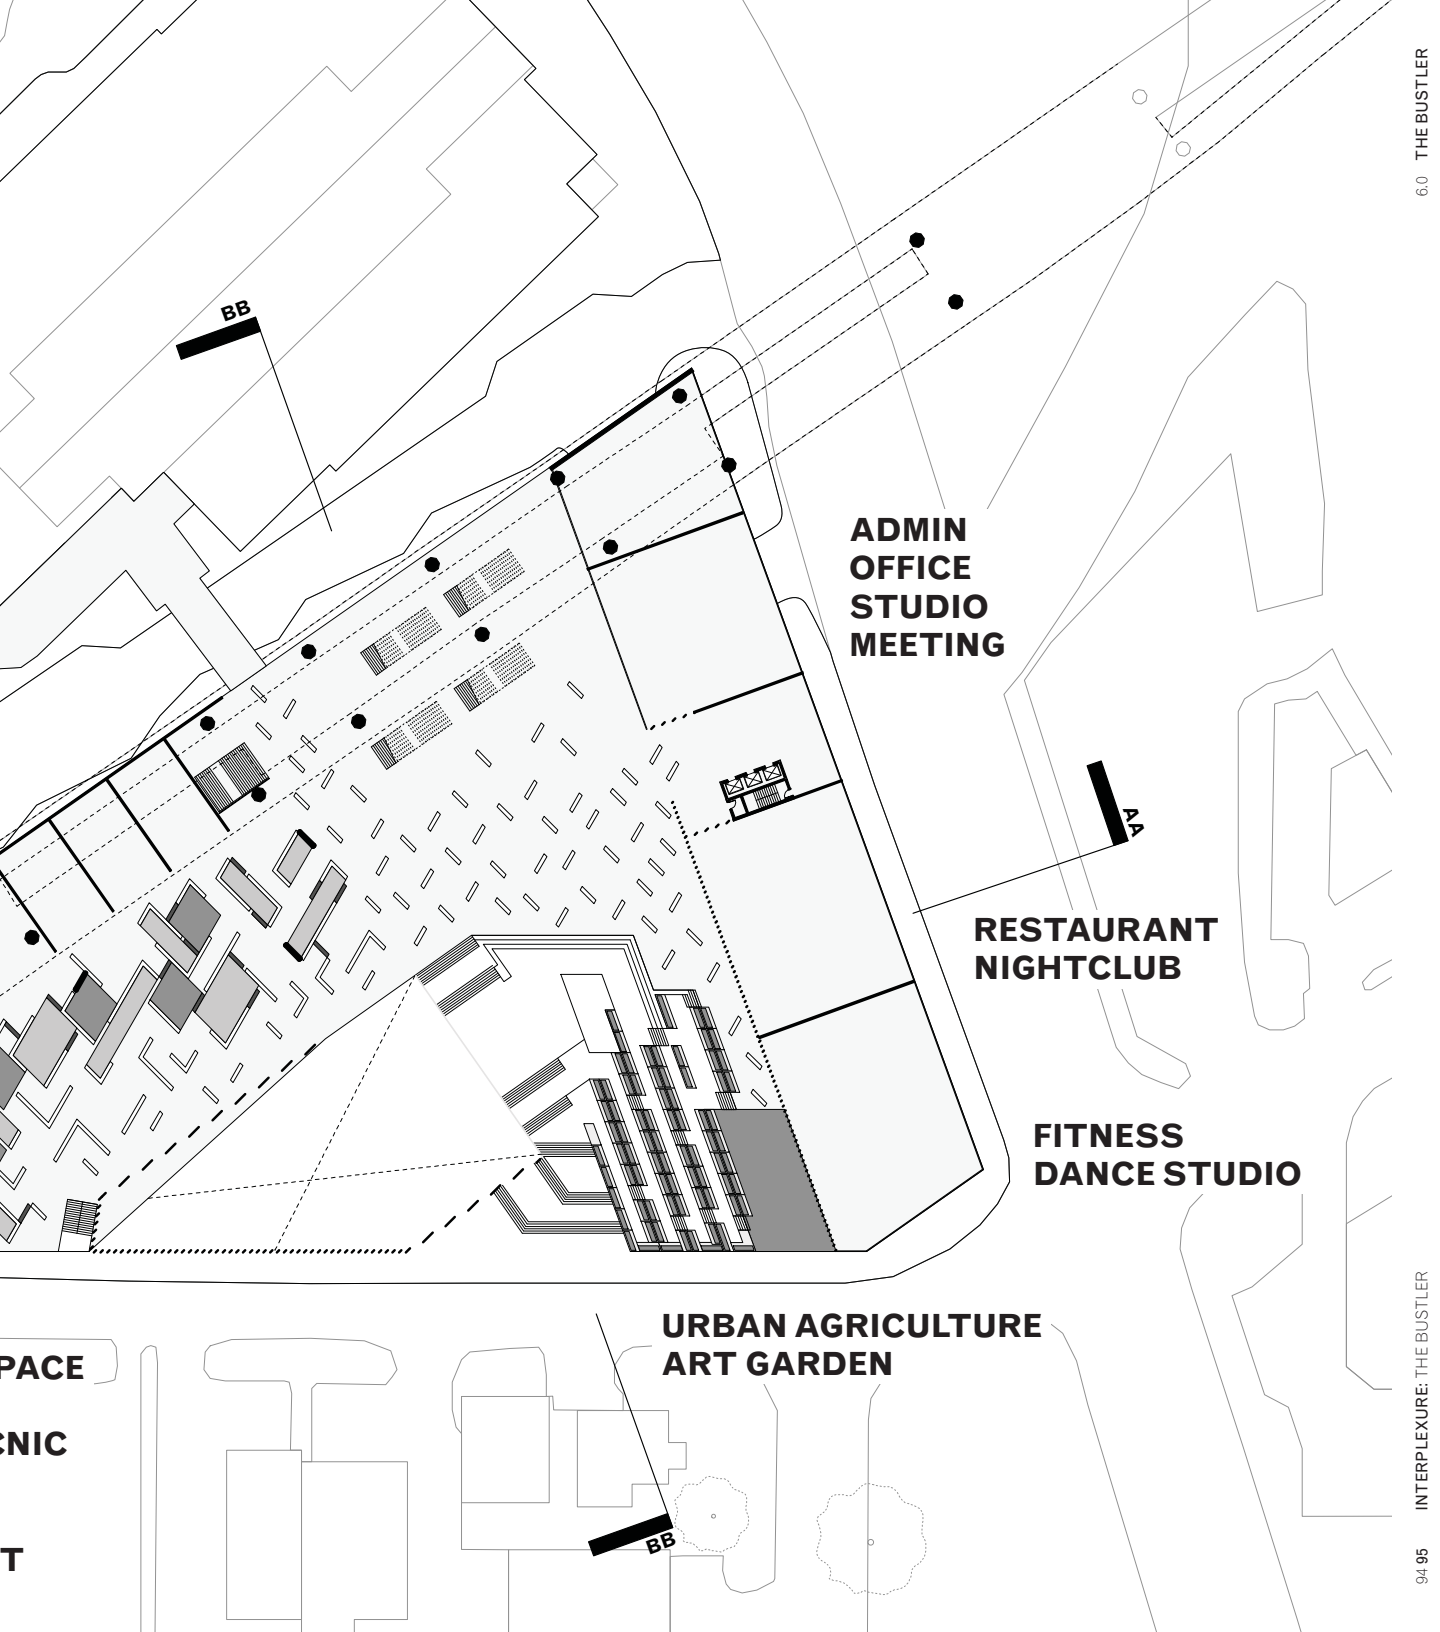 6.0 THE BUSTLER
BB
ADMIN
OFFICE
STUDIO
MEETING
AA
RESTAURANT
NIGHTCLUB
FITNESS
DANCE STUDIO
URBAN AGRICULTURE
ART GARDEN
PACE
CNIC
T
BB
INTERPLEXURE: THE BUSTLER
94 95